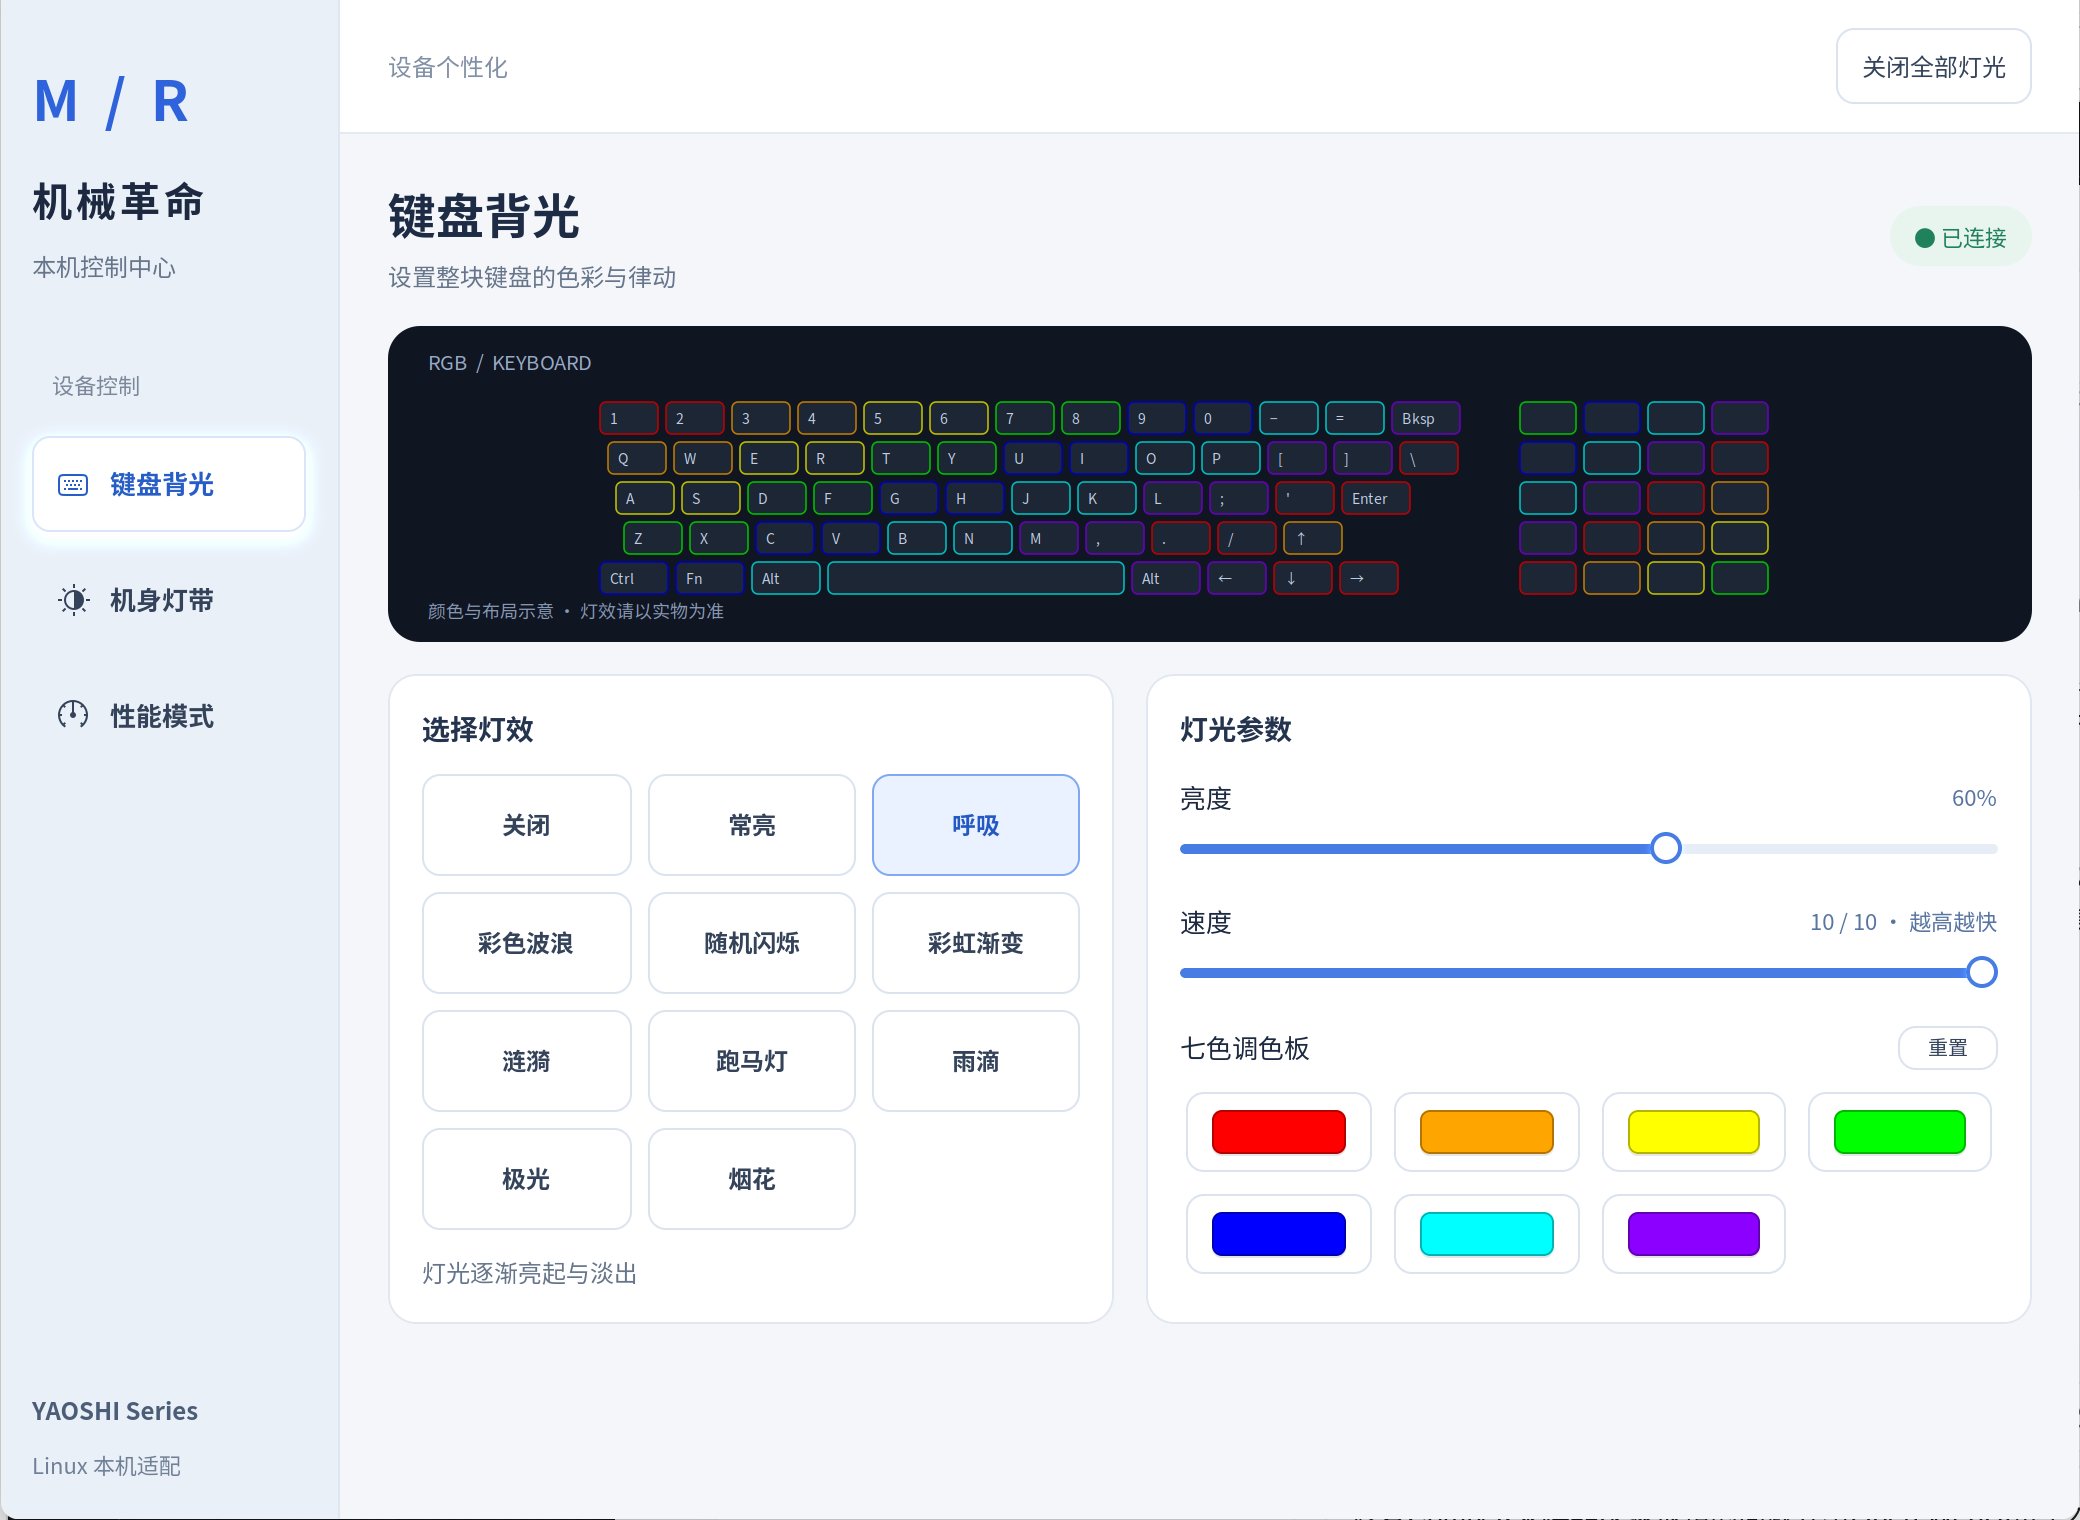 M / R
机械革命
本机控制中心
设备控制
键盘背光
机身灯带
性能模式
YAOSHI Series
Linux 本机适配
设备个性化
关闭全部灯光
键盘背光
设置整块键盘的色彩与律动
已连接
RGB / KEYBOARD
1 2 3 4 5 6 7 8 9 0 − = Bksp
Q W E R T Y U I O P [ ] \
A S D F G H J K L ; ' Enter
Z X C V B N M , . / ↑
Ctrl Fn Alt Alt ← ↓ →
颜色与布局示意 · 灯效请以实物为准
选择灯效
关闭 常亮 呼吸
彩色波浪 随机闪烁 彩虹渐变
涟漪 跑马灯 雨滴
极光 烟花
灯光逐渐亮起与淡出
灯光参数
亮度 60%
速度 10 / 10 · 越高越快
七色调色板 重置